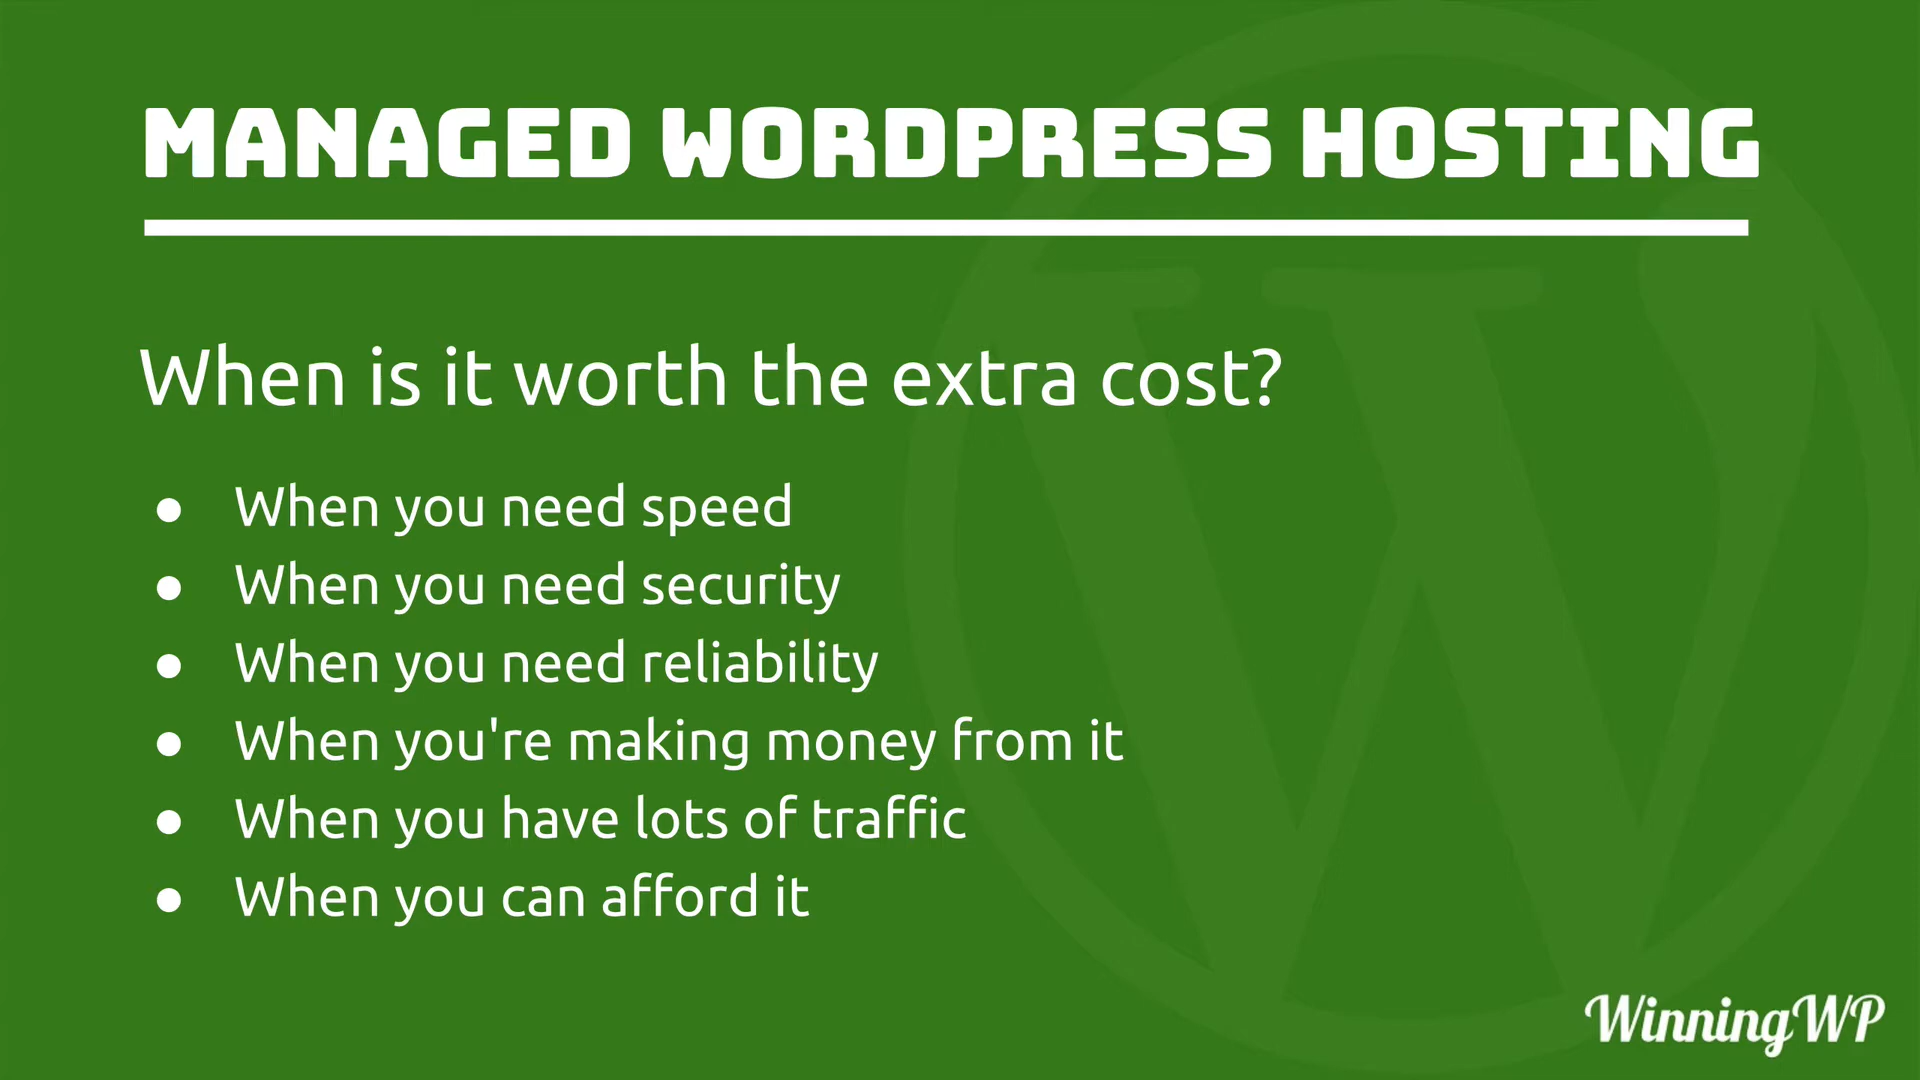 MANAGED WORDPRESS HOSTING
When is it worth the extra cost?
● When you need speed
● When you need security
● When you need reliability
● When you're making money from it
● When you have lots of traffic
● When you can afford it
WinningWP